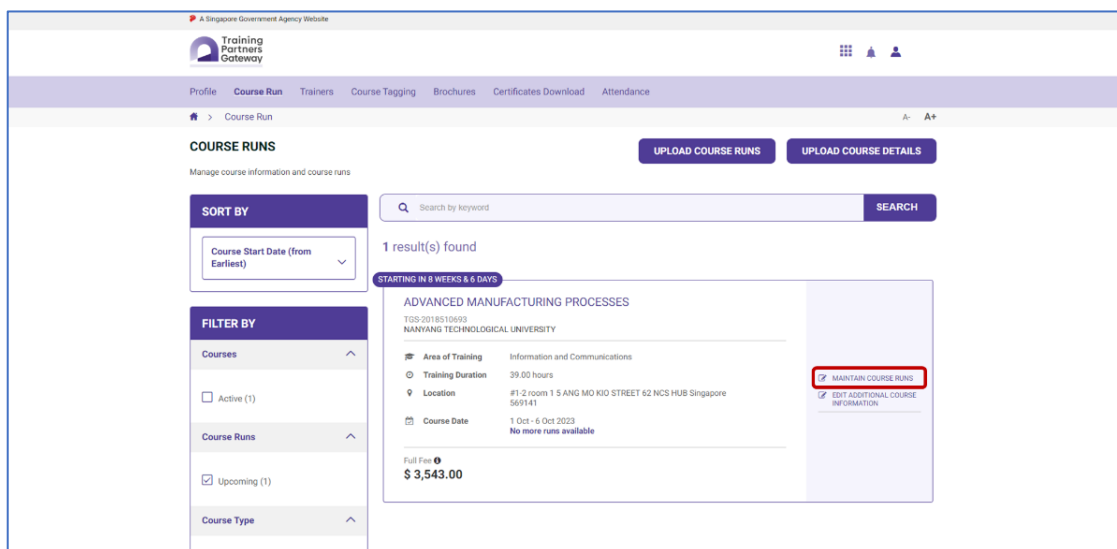 A Singapore Government Agency Website
Training
Partners
Gateway
Profile Course Run Trainers Course Tagging Brochures Certificates Download Attendance
> Course Run
A- A+
COURSE RUNS
UPLOAD COURSE RUNS
UPLOAD COURSE DETAILS
Manage course information and course runs
SORT BY
Course Start Date (from
Earliest)
FILTER BY
Courses
Active (1)
Course Runs
Upcoming (1)
Course Type
Search by keyword
SEARCH
1 result(s) found
STARTING IN 8 WEEKS & 6 DAYS
ADVANCED MANUFACTURING PROCESSES
TGS-2018510693
NANYANG TECHNOLOGICAL UNIVERSITY
Area of Training Information and Communications
Training Duration 39.00 hours
Location #1-2 room 1 5 ANG MO KIO STREET 62 NCS HUB Singapore
569141
Course Date 1 Oct - 6 Oct 2023
No more runs available
Full Fee
$ 3,543.00
MAINTAIN COURSE RUNS
EDIT ADDITIONAL COURSE
INFORMATION